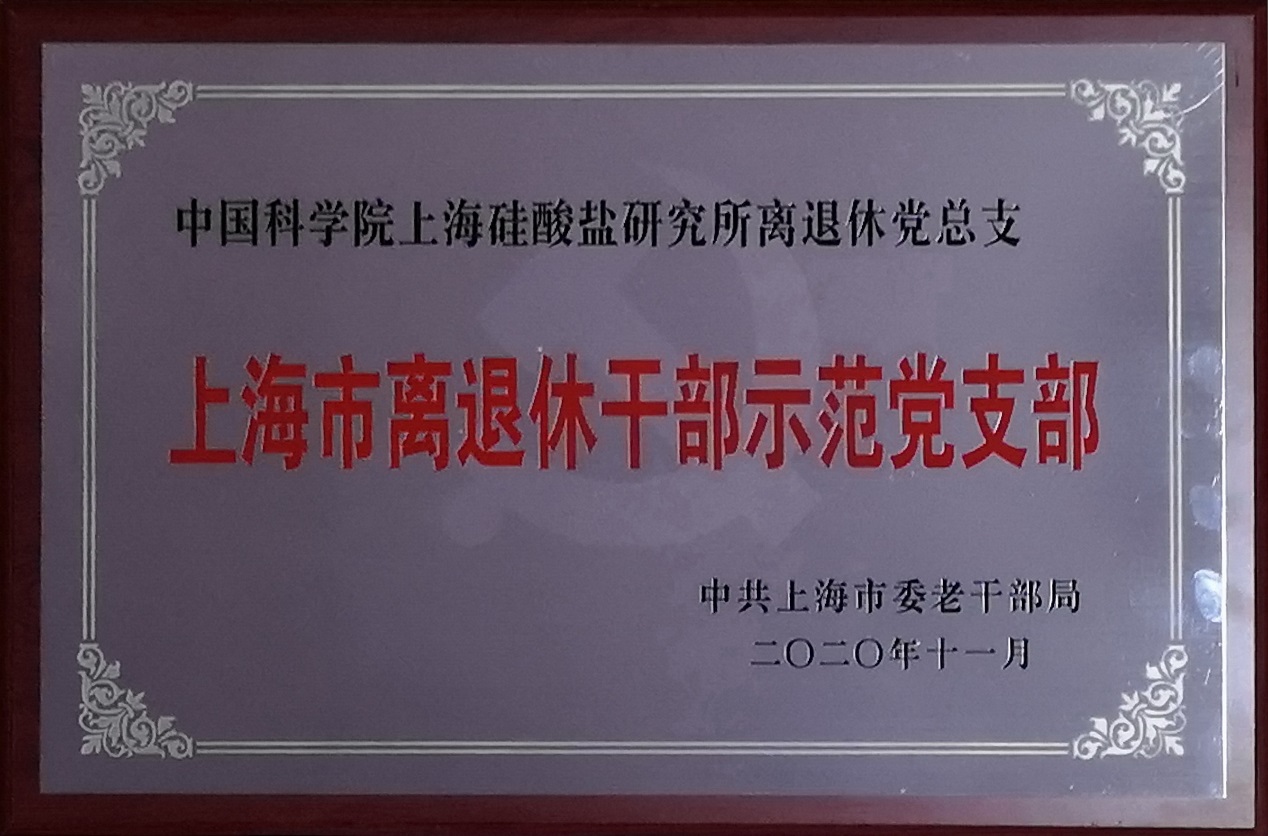 中国科学院上海硅酸盐研究所离退休党总支
上海市离退休干部示范党支部
中共上海市委老干部局
二〇二〇年十一月